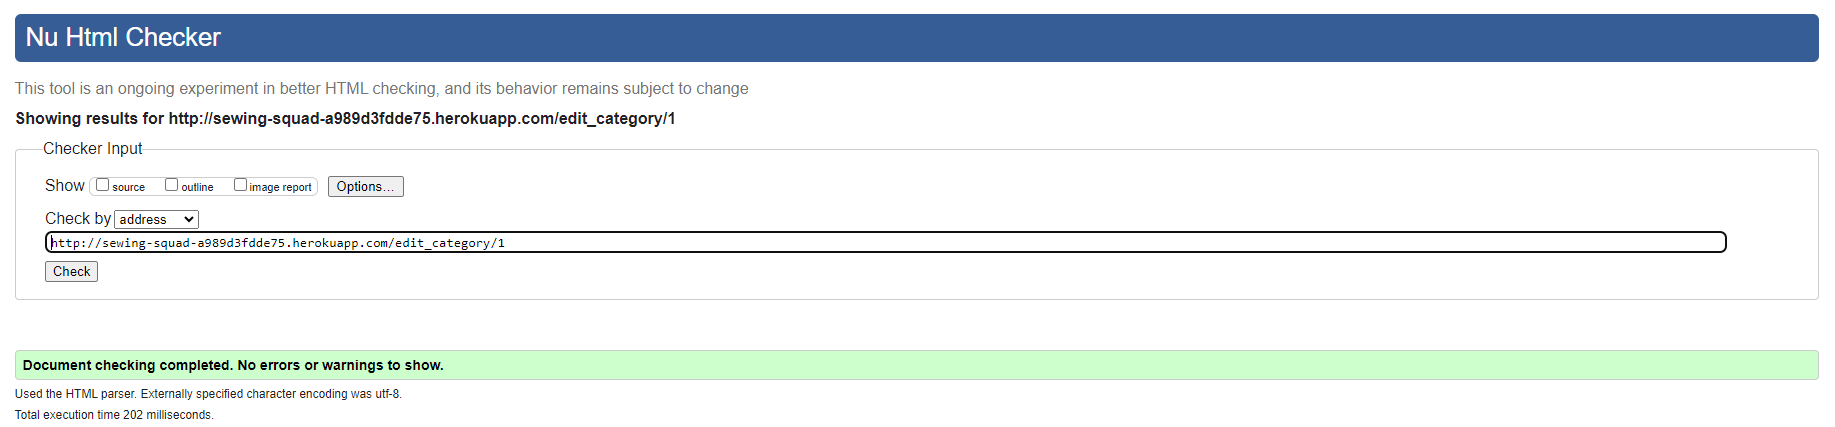 Nu Html Checker
This tool is an ongoing experiment in better HTML checking, and its behavior remains subject to change
Showing results for http://sewing-squad-a989d3fdde75.herokuapp.com/edit_category/1
Checker Input
Show source outline image report Options...
Check by address
http://sewing-squad-a989d3fdde75.herokuapp.com/edit_category/1
Check
Document checking completed. No errors or warnings to show.
Used the HTML parser. Externally specified character encoding was utf-8.
Total execution time 202 milliseconds.